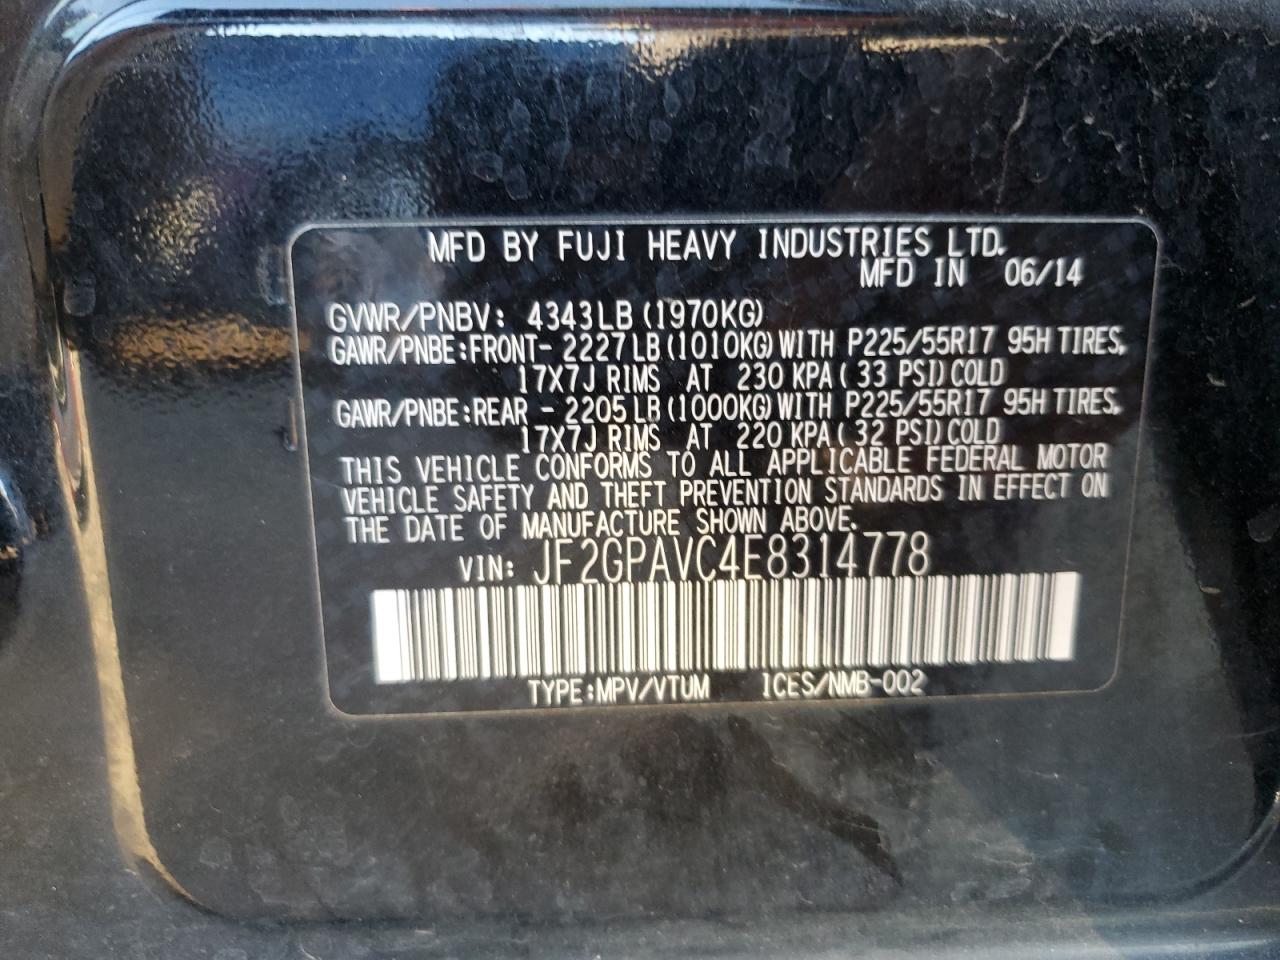 MFD BY FUJI HEAVY INDUSTRIES LTD.
MFD IN 06/14
GVWR/PNBV: 4343LB(1970KG)
GAWR/PNBE:FRONT-2227LB(1010KG)WITH P225/55R17 95H TIRES,
17X7J RIMS AT 230 KPA( 33 PSI)COLD
GAWR/PNBE:REAR -2205LB(1000KG)WITH P225/55R17 95H TIRES,
17X7J RIMS AT 220 KPA( 32 PSI)COLD
THIS VEHICLE CONFORMS TO ALL APPLICABLE FEDERAL MOTOR
VEHICLE SAFETY AND THEFT PREVENTION STANDARDS IN EFFECT ON
THE DATE OF MANUFACTURE SHOWN ABOVE.
VIN: JF2GPAVC4E8314778
TYPE:MPV/VTUM ICES/NMB-002